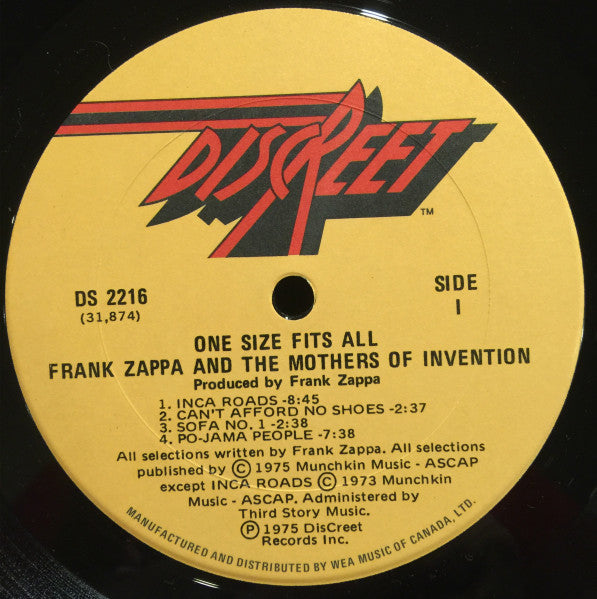 DISCREET
TM
DS 2216
(31,874)
SIDE
1
ONE SIZE FITS ALL
FRANK ZAPPA AND THE MOTHERS OF INVENTION
Produced by Frank Zappa
1. INCA ROADS -8:45
2. CAN'T AFFORD NO SHOES -2:37
3. SOFA NO. 1 -2:38
4. PO-JAMA PEOPLE -7:38
All selections written by Frank Zappa. All selections
published by © 1975 Munchkin Music - ASCAP
except INCA ROADS © 1973 Munchkin
Music - ASCAP. Administered by
Third Story Music.
℗ 1975 DisCreet
Records Inc.
MANUFACTURED AND DISTRIBUTED BY WEA MUSIC OF CANADA, LTD.